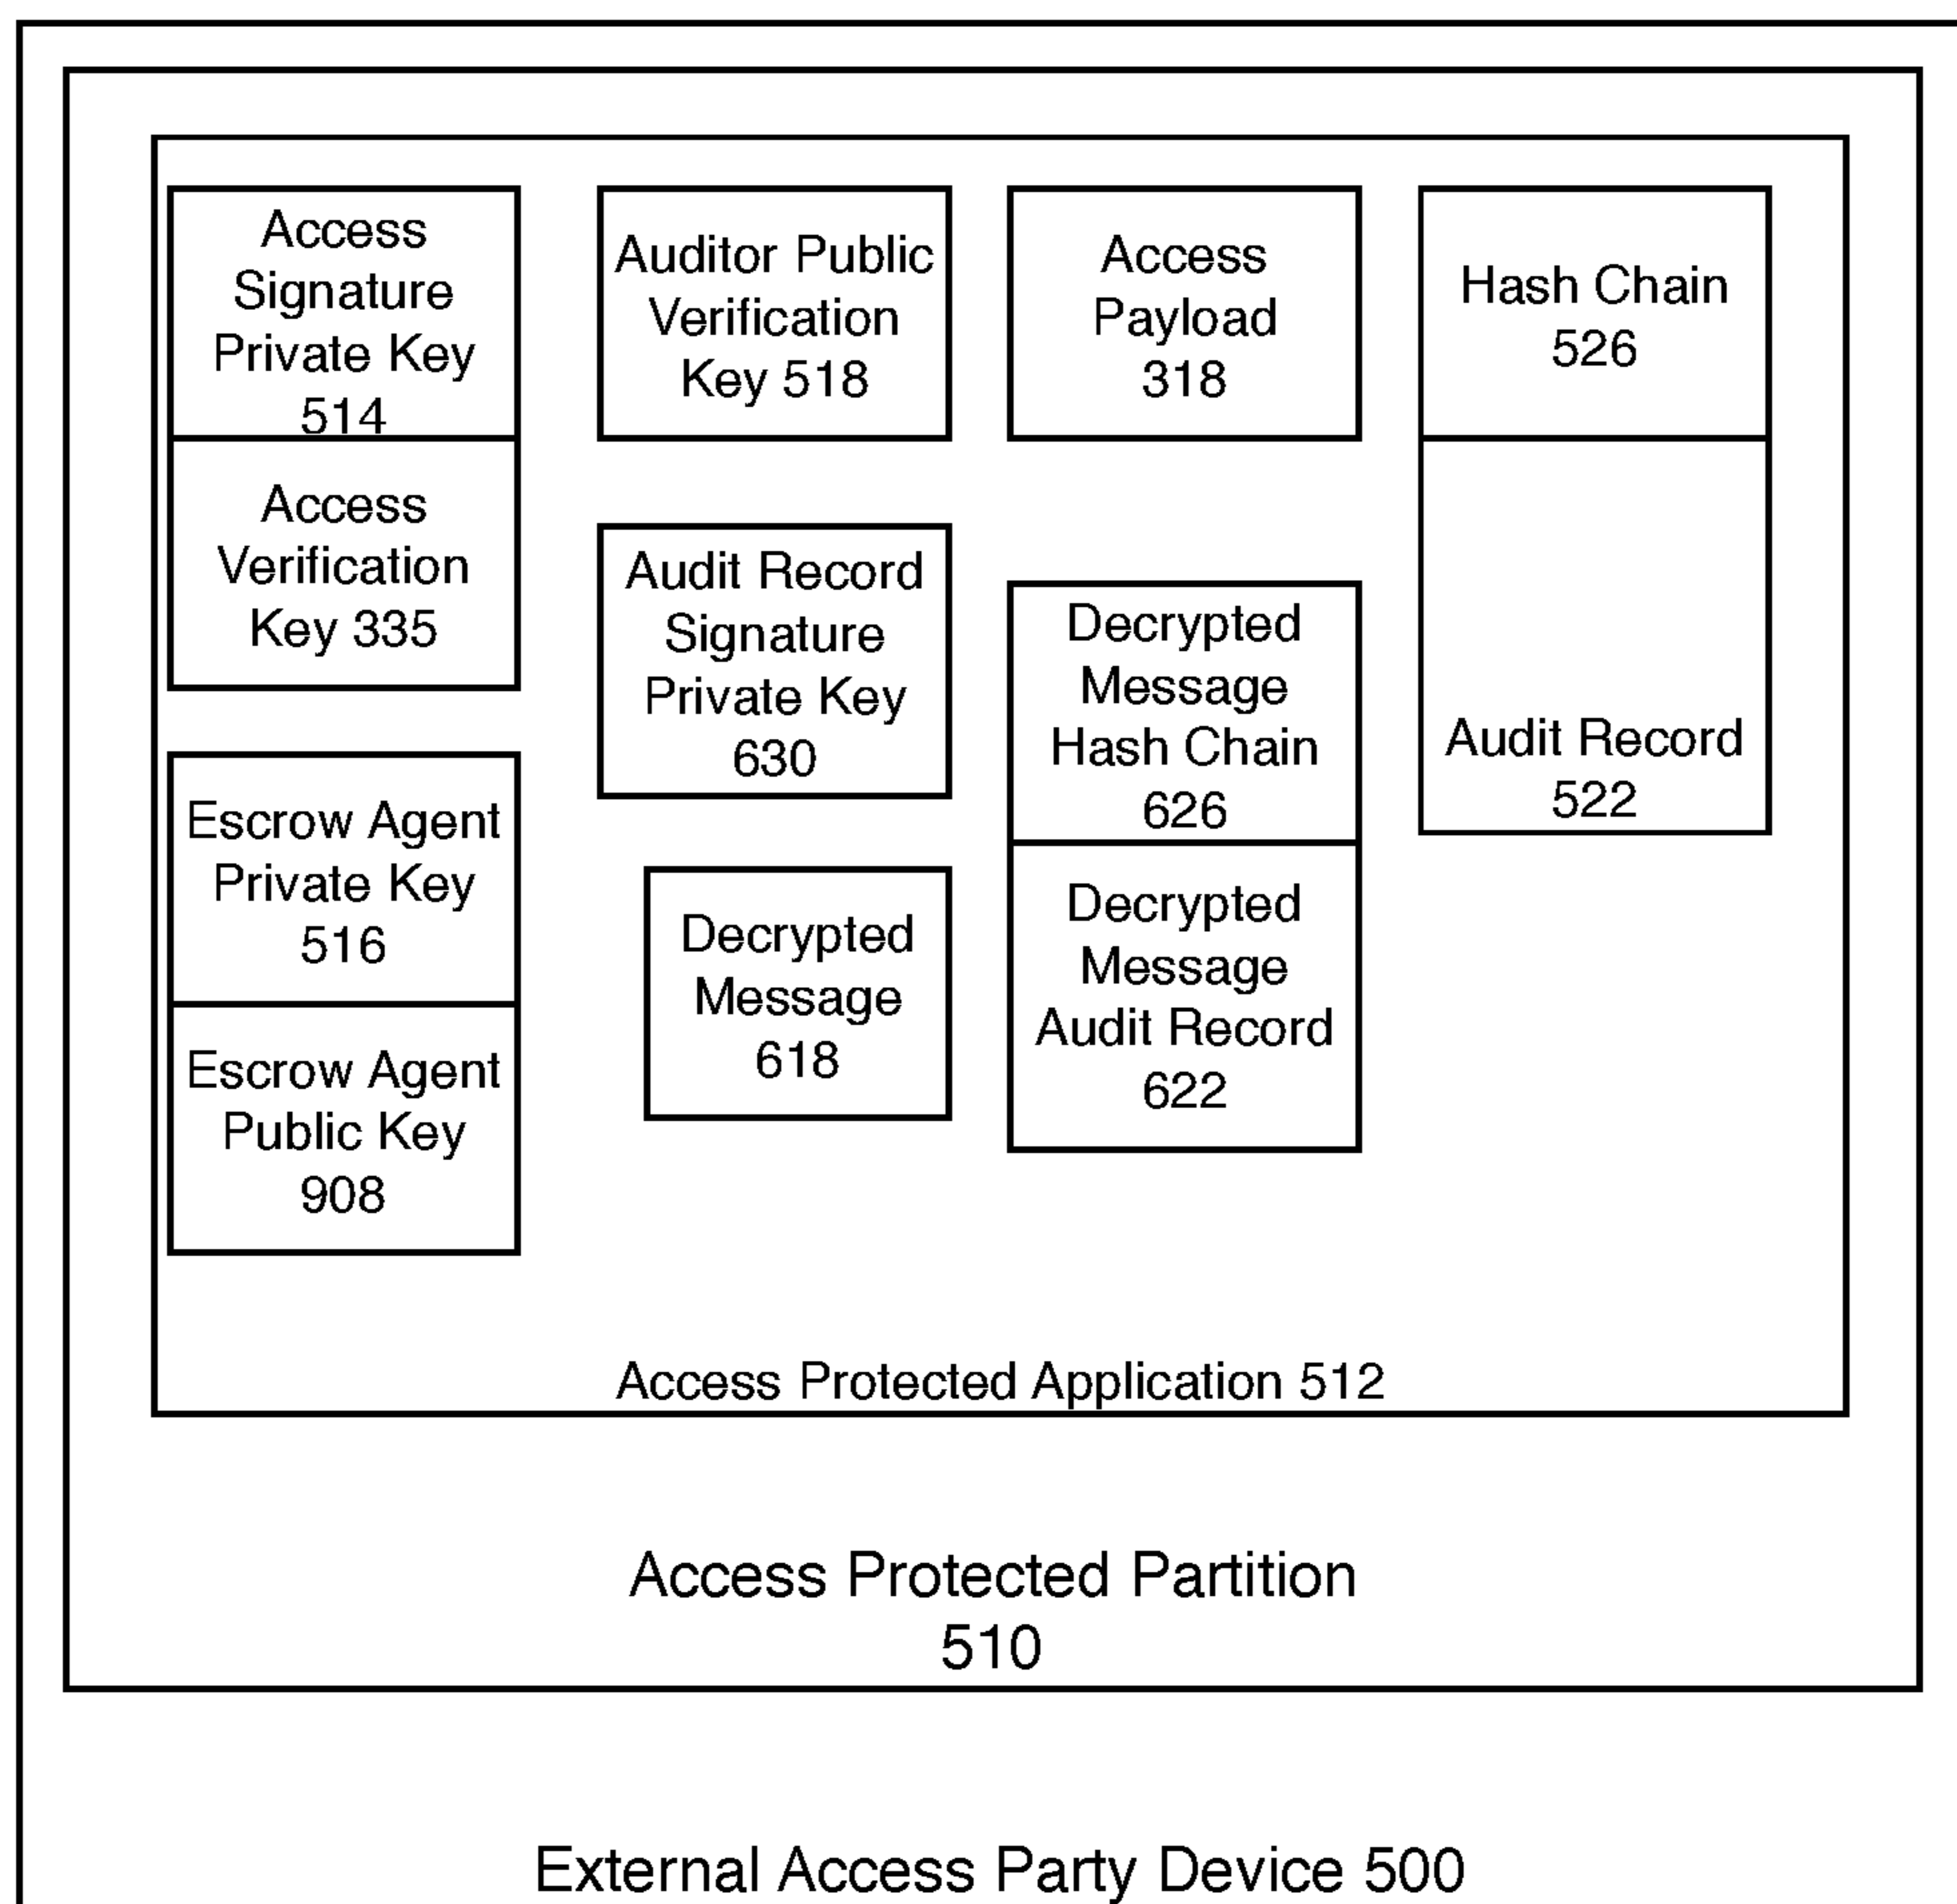 Access
Signature
Private Key
514
Access
Verification
Key 335
Escrow Agent
Private Key
516
Escrow Agent
Public Key
908
Auditor Public
Verification
Key 518
Audit Record
Signature
Private Key
630
Decrypted
Message
618
Access
Payload
318
Decrypted
Message
Hash Chain
626
Decrypted
Message
Audit Record
622
Hash Chain
526
Audit Record
522
Access Protected Application 512
Access Protected Partition
510
External Access Party Device 500